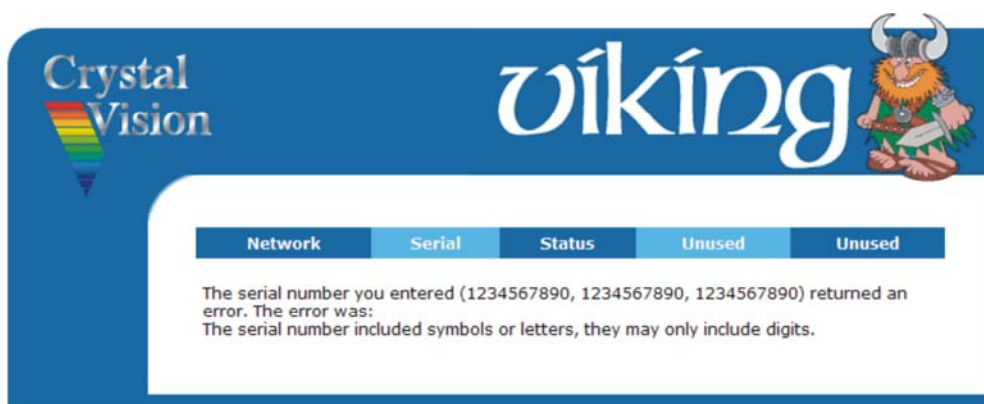 Crystal
Vision
viking
Network Serial Status Unused Unused
The serial number you entered (1234567890, 1234567890, 1234567890) returned an
error. The error was:
The serial number included symbols or letters, they may only include digits.